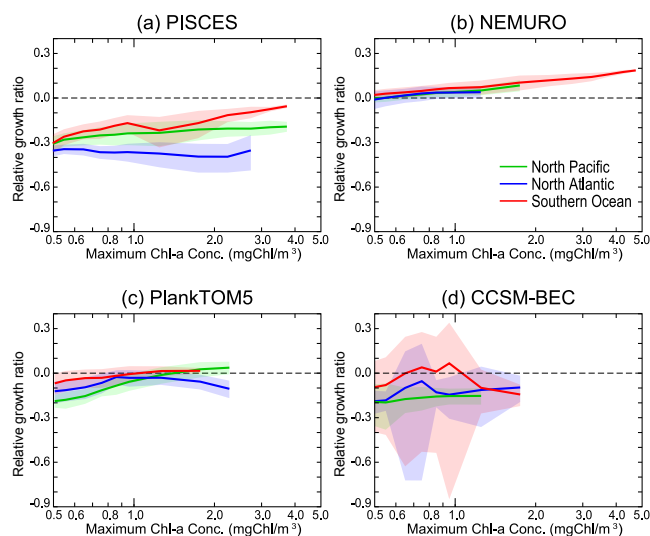 (a) PISCES
(b) NEMURO
0.3
0.0
-0.3
-0.6
-0.9
Relative growth ratio
0.5 0.6 0.8 1.0 2.0 3.0 4.0 5.0
Maximum Chl-a Conc. (mgChl/m³)
0.3
0.0
-0.3
-0.6
-0.9
Relative growth ratio
North Pacific
North Atlantic
Southern Ocean
0.5 0.6 0.8 1.0 2.0 3.0 4.0 5.0
Maximum Chl-a Conc. (mgChl/m³)
(c) PlankTOM5
(d) CCSM-BEC
0.3
0.0
-0.3
-0.6
-0.9
Relative growth ratio
0.5 0.6 0.8 1.0 2.0 3.0 4.0 5.0
Maximum Chl-a Conc. (mgChl/m³)
0.3
0.0
-0.3
-0.6
-0.9
Relative growth ratio
0.5 0.6 0.8 1.0 2.0 3.0 4.0 5.0
Maximum Chl-a Conc. (mgChl/m³)